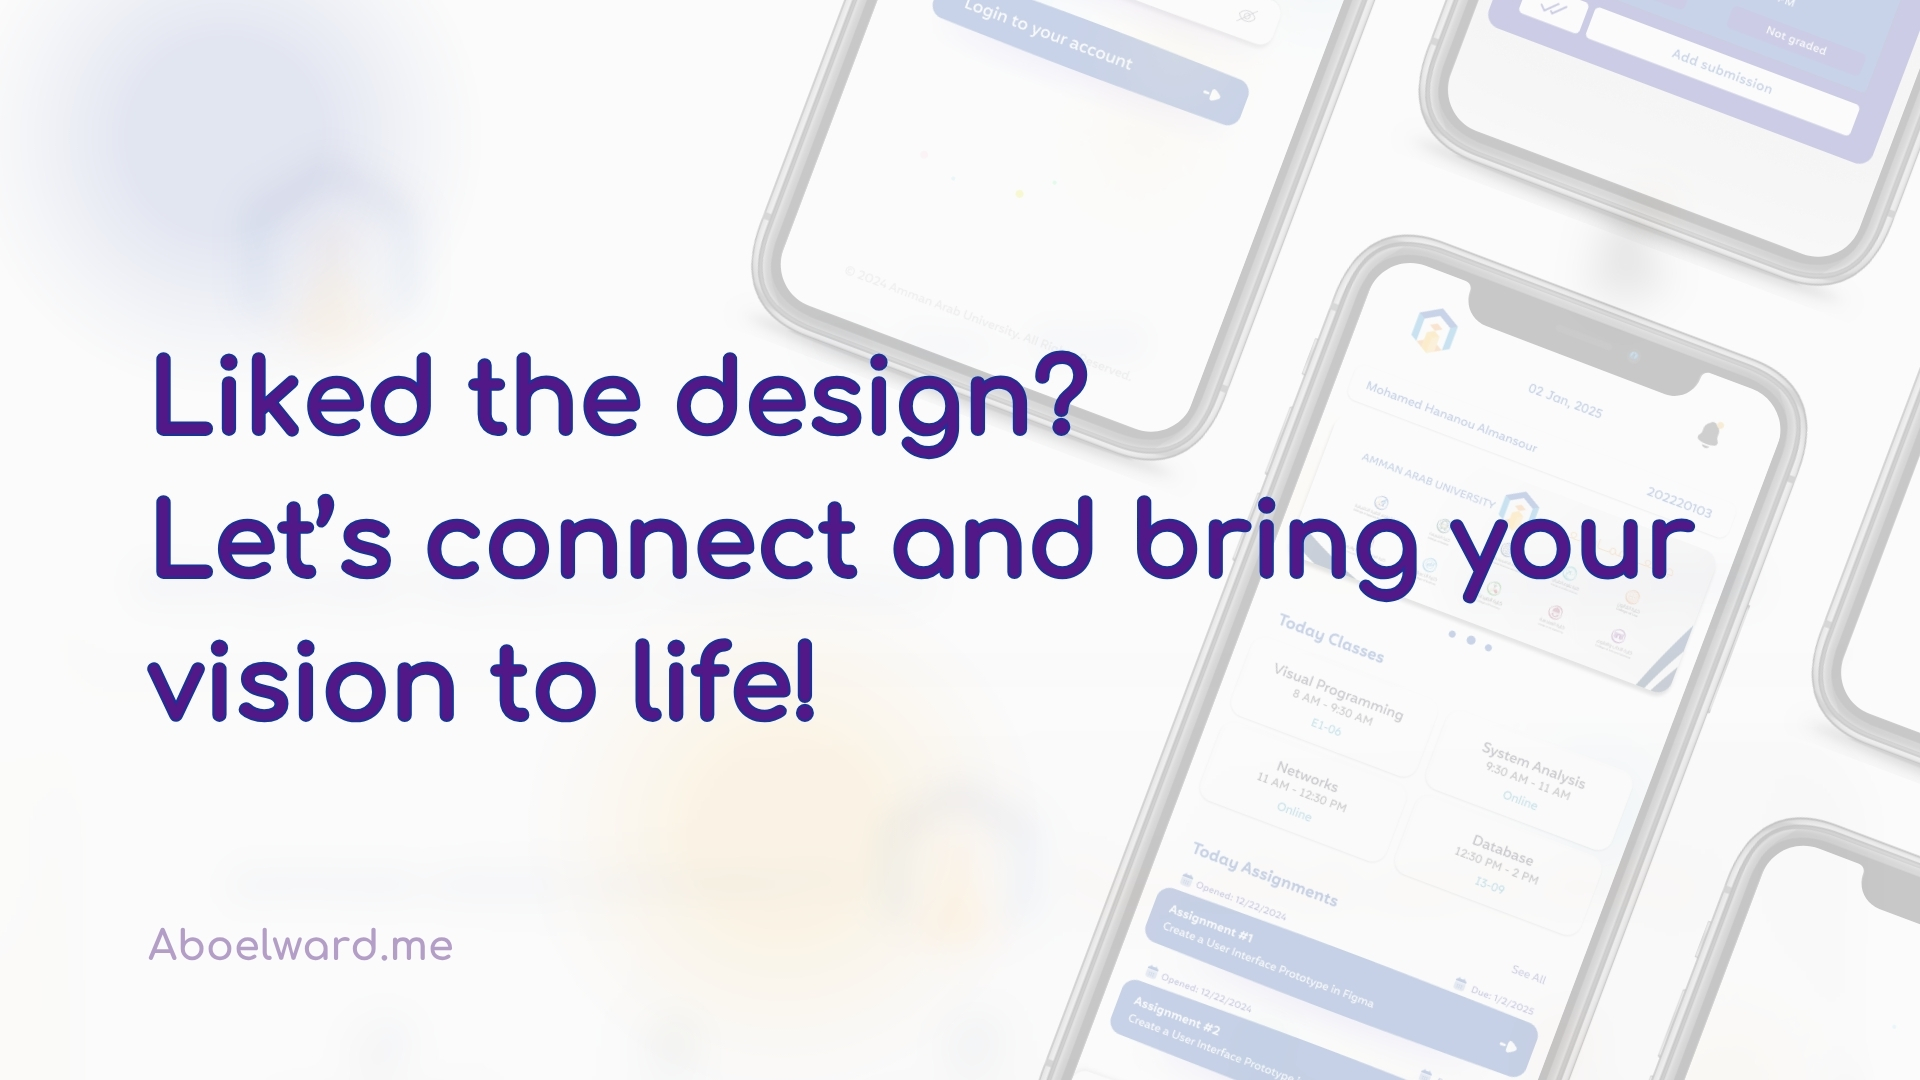 Login to your account
PM
Not graded
Add submission
© 2024 Amman Arab University. All Rights Reserved.
Liked the design?
Let’s connect and bring your
vision to life!
Aboelward.me
02 Jan, 2025
Mohamed Hananou Almansour
202220103
AMMAN ARAB UNIVERSITY
Today Classes
Visual Programming
8 AM - 9:30 AM
E1-06
System Analysis
9:30 AM - 11 AM
Online
Networks
11 AM - 12:30 PM
Online
Database
12:30 PM - 2 PM
13-09
Today Assignments
See All
Opened: 12/22/2024
Due: 1/2/2025
Assignment #1
Create a User Interface Prototype in Figma
Opened: 12/22/2024
Assignment #2
Create a User Interface Prototype